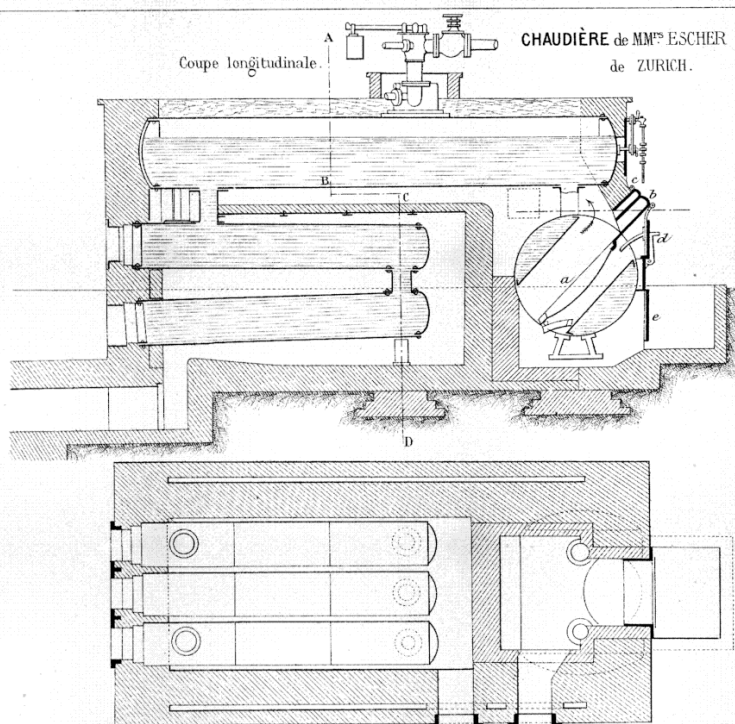 CHAUDIÈRE de MMrs ESCHER
de ZURICH.
Coupe longitudinale.
A
B
C
c
b
d
a
e
D